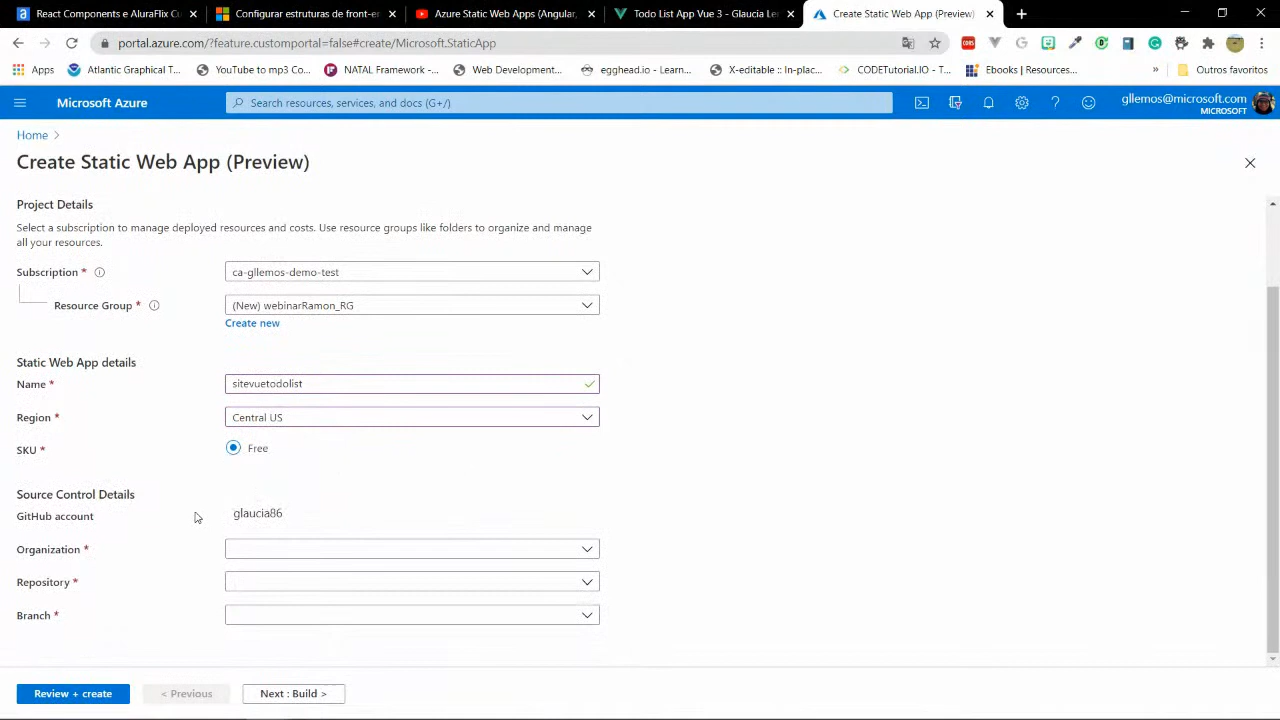 React Components e AluraFlix Cu
Configurar estruturas de front-er
Azure Static Web Apps (Angular,
Todo List App Vue 3 - Glaucia Ler
Create Static Web App (Preview)
portal.azure.com/?feature.customportal=false#create/Microsoft.StaticApp
Apps
Atlantic Graphical T...
YouTube to mp3 Co...
NATAL Framework -...
Web Development...
egghead.io - Learn...
X-editable :: In-plac...
CODETutorial.IO - T...
Ebooks | Resources...
»
Outros favoritos
Microsoft Azure
Search resources, services, and docs (G+/)
gllemos@microsoft.com
MICROSOFT
Home >
Create Static Web App (Preview)
Project Details
Select a subscription to manage deployed resources and costs. Use resource groups like folders to organize and manage
all your resources.
Subscription *
ca-gllemos-demo-test
Resource Group *
(New) webinarRamon_RG
Create new
Static Web App details
Name *
sitevuetodolist
Region *
Central US
SKU *
Free
Source Control Details
GitHub account
glaucia86
Organization *
Repository *
Branch *
Review + create
< Previous
Next : Build >